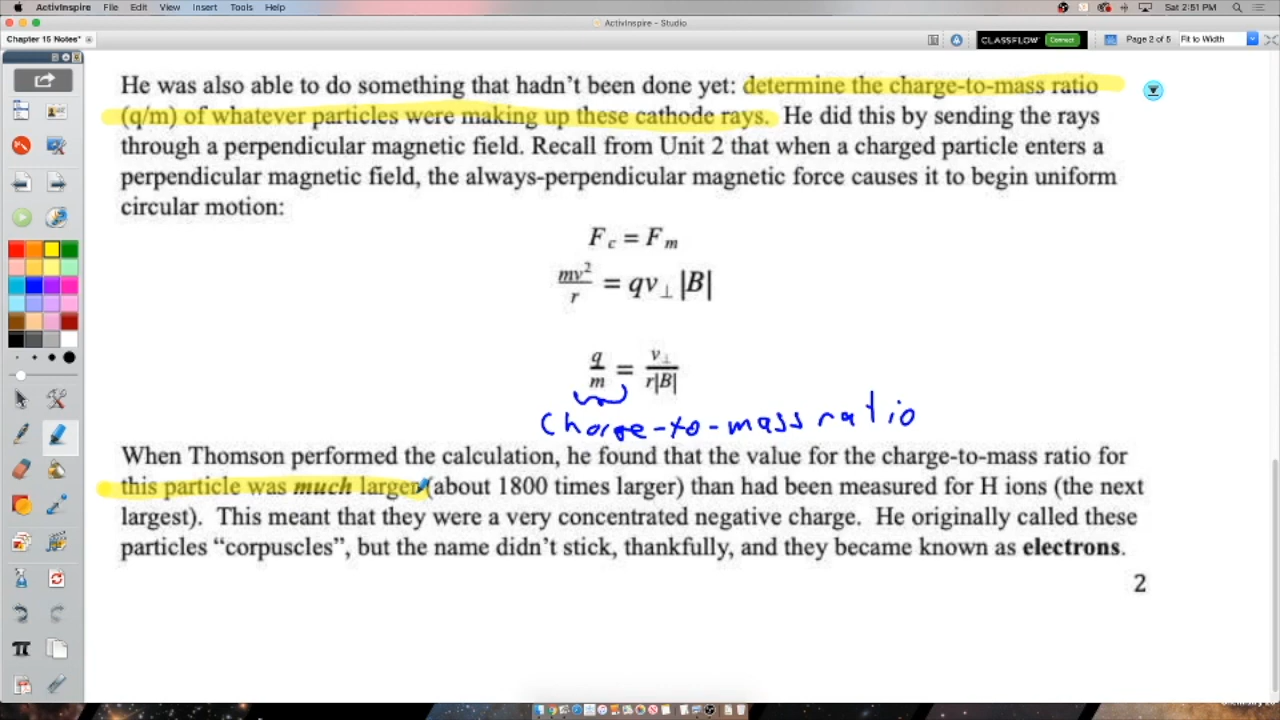 ActivInspire File Edit View Insert Tools Help Sat 2:51 PM
ActivInspire - Studio
Chapter 15 Notes* CLASSFLOW Connect Page 2 of 5 Fit to Width
He was also able to do something that hadn't been done yet: determine the charge-to-mass ratio
(q/m) of whatever particles were making up these cathode rays. He did this by sending the rays
through a perpendicular magnetic field. Recall from Unit 2 that when a charged particle enters a
perpendicular magnetic field, the always-perpendicular magnetic force causes it to begin uniform
circular motion:
F c = F m
mv²/r = qv⊥ |B|
q/m = v⊥/r|B|
Charge-to-mass ratio
When Thomson performed the calculation, he found that the value for the charge-to-mass ratio for
this particle was much larger (about 1800 times larger) than had been measured for H ions (the next
largest). This meant that they were a very concentrated negative charge. He originally called these
particles “corpuscles”, but the name didn't stick, thankfully, and they became known as electrons.
2